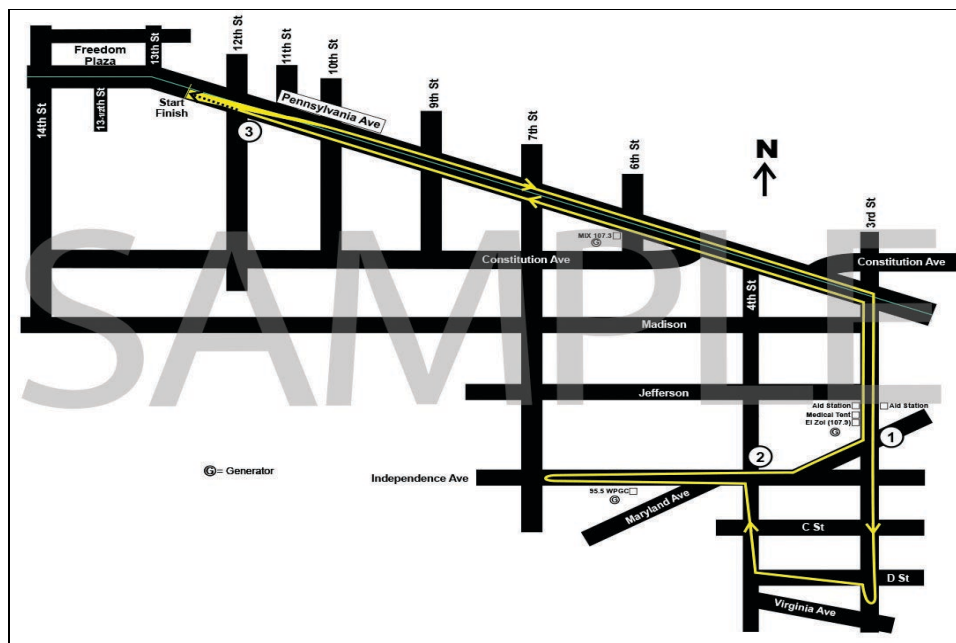 Freedom
Plaza
13th St
12th St
11th St
10th St
9th St
7th St
6th St
3rd St
N
14th St
Start
Finish
Pennsylvania Ave
3
MIX 107.3
G
Constitution Ave
Constitution Ave
SAMPLE
4th St
Madison
Jefferson
Aid Station
Aid Station
Medical Tent
El Zol (107.9)
G
1
2
G = Generator
Independence Ave
95.5 WPGC
G
Maryland Ave
C St
D St
Virginia Ave